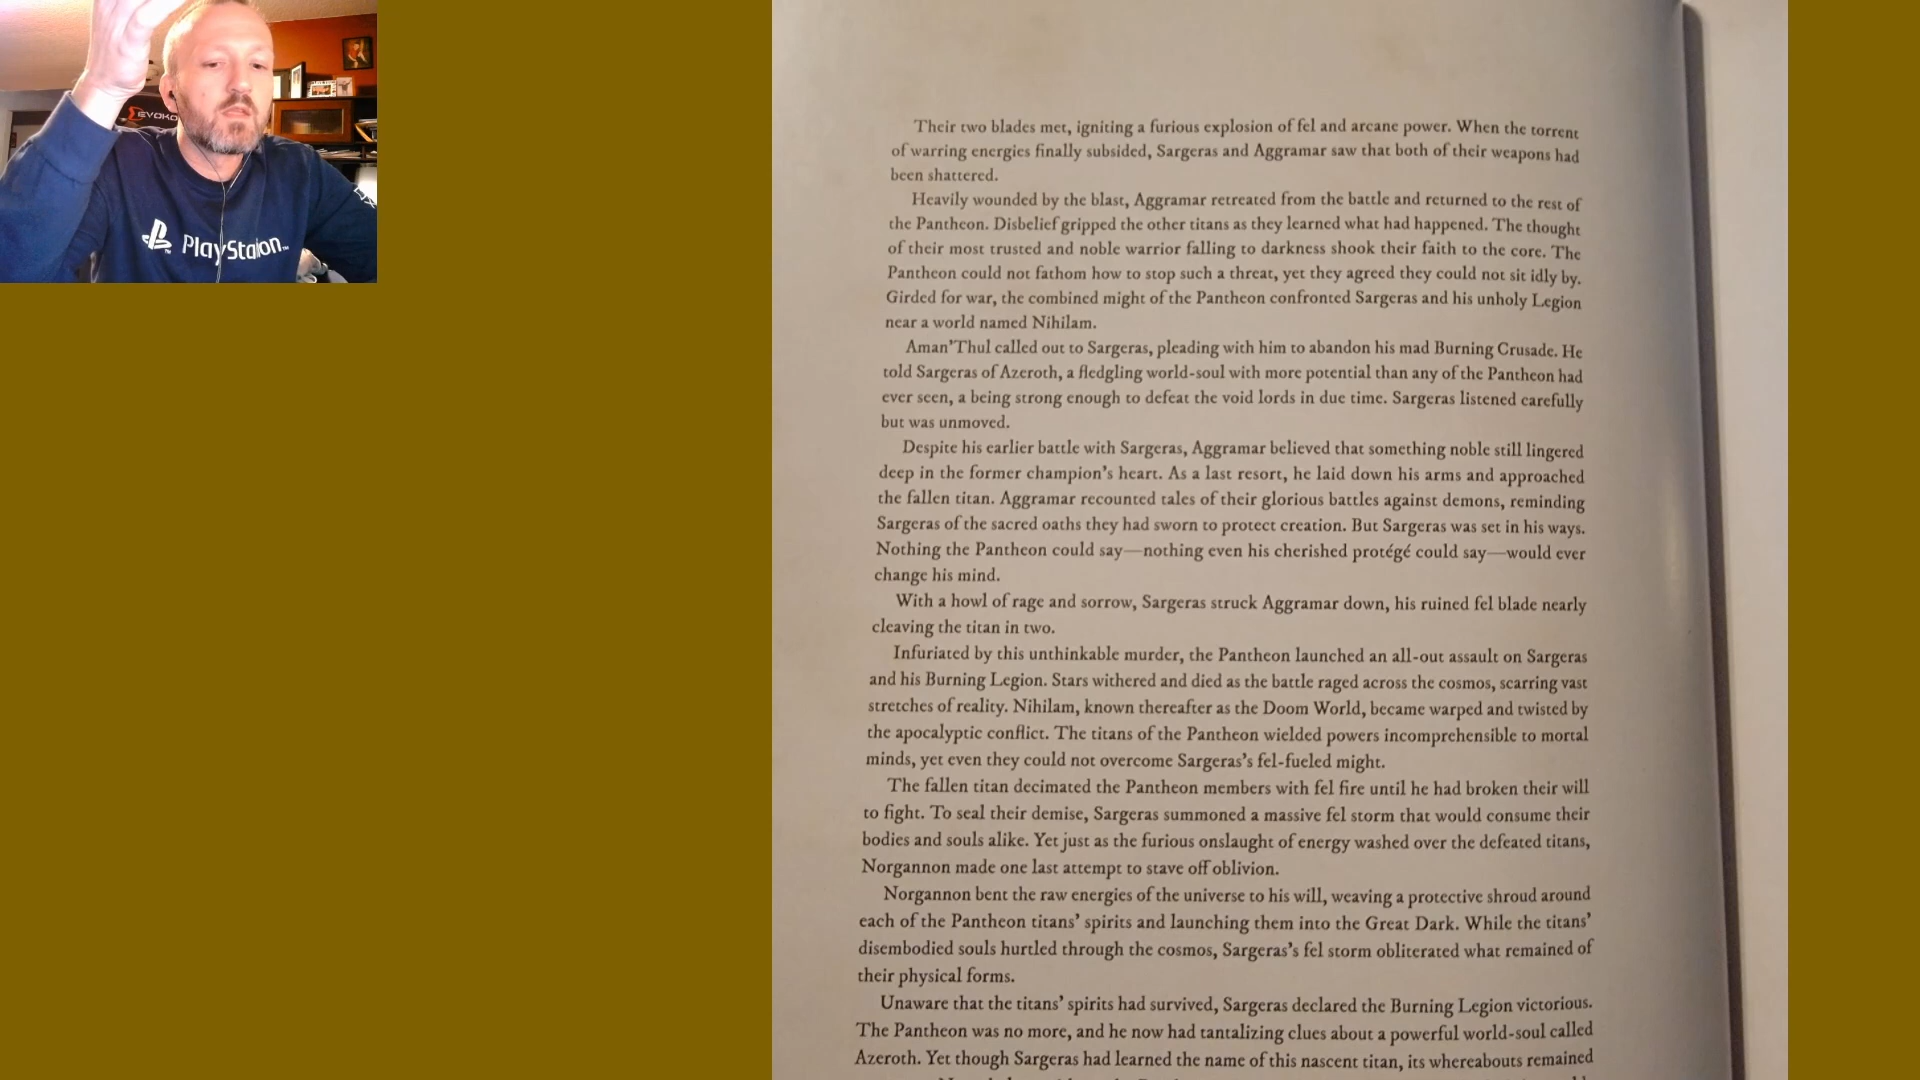 EVOKO
PlayStation
Their two blades met, igniting a furious explosion of fel and arcane power. When the torrent
of warring energies finally subsided, Sargeras and Aggramar saw that both of their weapons had
been shattered.
Heavily wounded by the blast, Aggramar retreated from the battle and returned to the rest of
the Pantheon. Disbelief gripped the other titans as they learned what had happened. The thought
of their most trusted and noble warrior falling to darkness shook their faith to the core. The
Pantheon could not fathom how to stop such a threat, yet they agreed they could not sit idly by.
Girded for war, the combined might of the Pantheon confronted Sargeras and his unholy Legion
near a world named Nihilam.
Aman'Thul called out to Sargeras, pleading with him to abandon his mad Burning Crusade. He
told Sargeras of Azeroth, a fledgling world-soul with more potential than any of the Pantheon had
ever seen, a being strong enough to defeat the void lords in due time. Sargeras listened carefully
but was unmoved.
Despite his earlier battle with Sargeras, Aggramar believed that something noble still lingered
deep in the former champion's heart. As a last resort, he laid down his arms and approached
the fallen titan. Aggramar recounted tales of their glorious battles against demons, reminding
Sargeras of the sacred oaths they had sworn to protect creation. But Sargeras was set in his ways.
Nothing the Pantheon could say—nothing even his cherished protégé could say—would ever
change his mind.
With a howl of rage and sorrow, Sargeras struck Aggramar down, his ruined fel blade nearly
cleaving the titan in two.
Infuriated by this unthinkable murder, the Pantheon launched an all-out assault on Sargeras
and his Burning Legion. Stars withered and died as the battle raged across the cosmos, scarring vast
stretches of reality. Nihilam, known thereafter as the Doom World, became warped and twisted by
the apocalyptic conflict. The titans of the Pantheon wielded powers incomprehensible to mortal
minds, yet even they could not overcome Sargeras's fel-fueled might.
The fallen titan decimated the Pantheon members with fel fire until he had broken their will
to fight. To seal their demise, Sargeras summoned a massive fel storm that would consume their
bodies and souls alike. Yet just as the furious onslaught of energy washed over the defeated titans,
Norgannon made one last attempt to stave off oblivion.
Norgannon bent the raw energies of the universe to his will, weaving a protective shroud around
each of the Pantheon titans' spirits and launching them into the Great Dark. While the titans'
disembodied souls hurtled through the cosmos, Sargeras's fel storm obliterated what remained of
their physical forms.
Unaware that the titans' spirits had survived, Sargeras declared the Burning Legion victorious.
The Pantheon was no more, and he now had tantalizing clues about a powerful world-soul called
Azeroth. Yet though Sargeras had learned the name of this nascent titan, its whereabouts remained